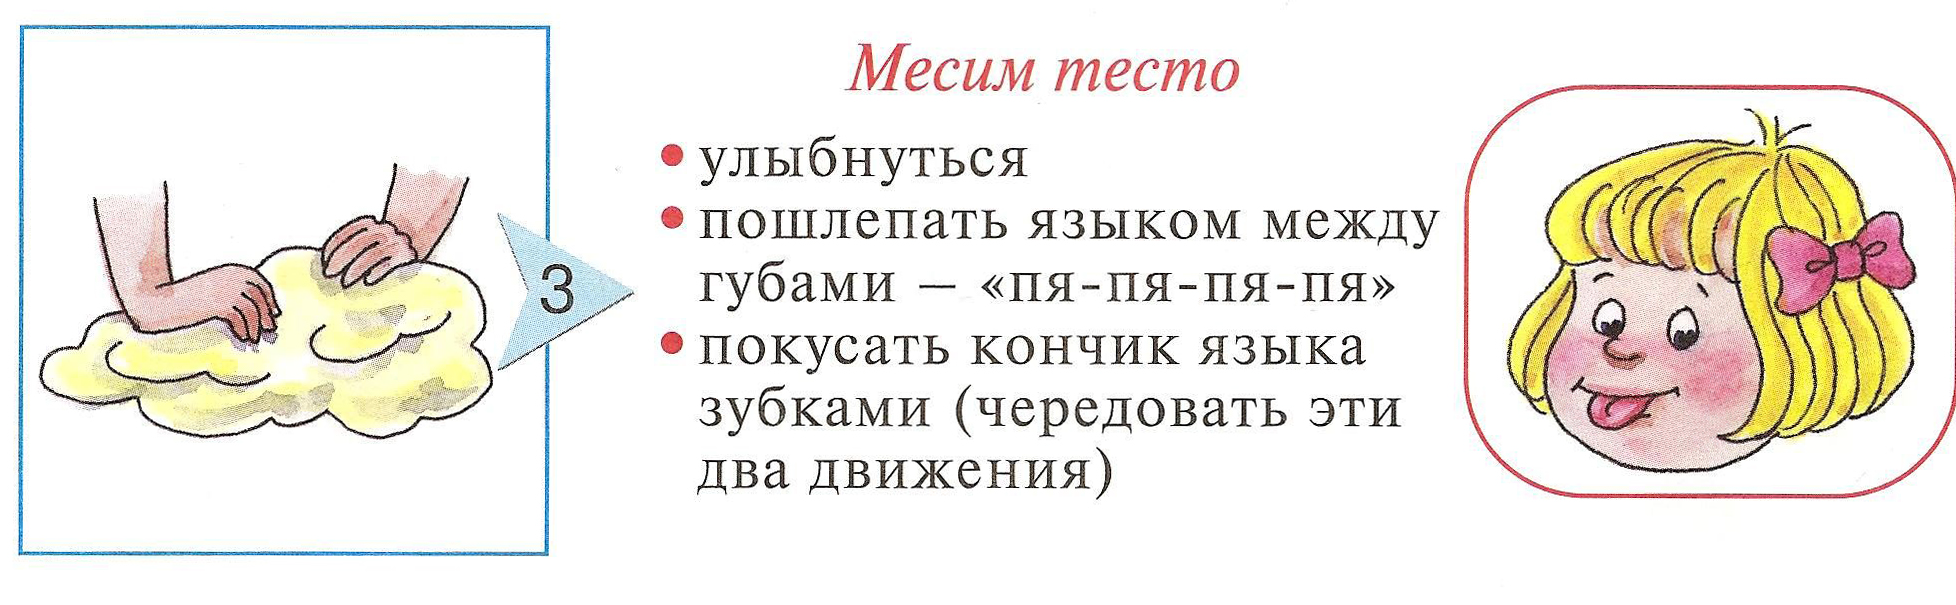 Месим тесто
• улыбнуться
• пошлепать языком между
губами — «пя-пя-пя-пя»
3
• покусать кончик языка
зубками (чередовать эти
два движения)